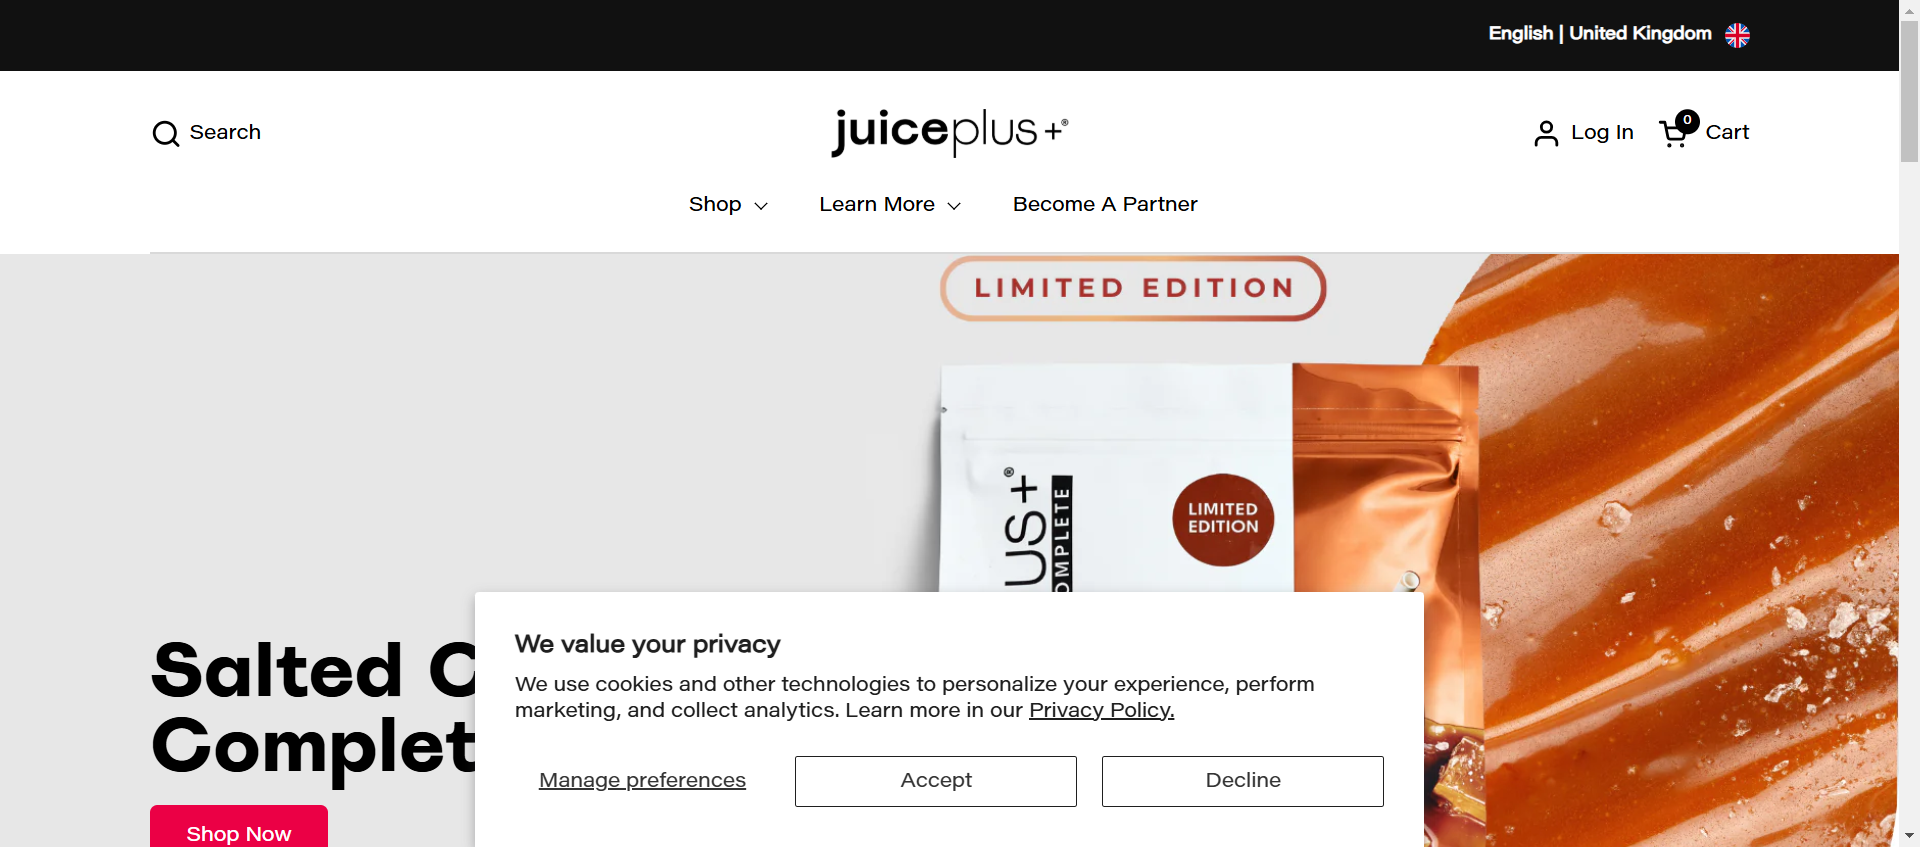 English | United Kingdom
Search
juiceplus+®
Log In
0
Cart
Shop
Learn More
Become A Partner
LIMITED EDITION
US+®
OMPLETE
LIMITED
EDITION
Salted C
Complet
Shop Now
We value your privacy
We use cookies and other technologies to personalize your experience, perform
marketing, and collect analytics. Learn more in our Privacy Policy.
Manage preferences
Accept
Decline